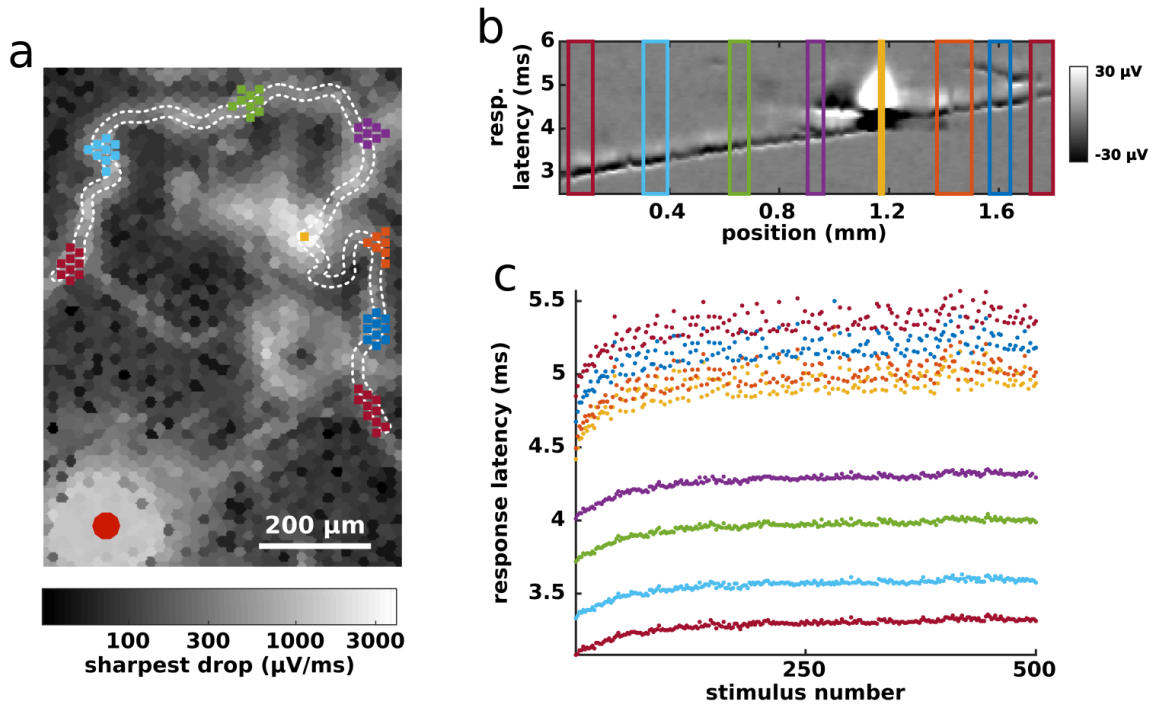 a
200 µm
100 300 1000 3000
sharpest drop (µV/ms)
b
resp.
latency (ms)
6
5
4
3
0.4 0.8 1.2 1.6
position (mm)
30 µV
-30 µV
c
response latency (ms)
5.5
5
4.5
4
3.5
250 500
stimulus number